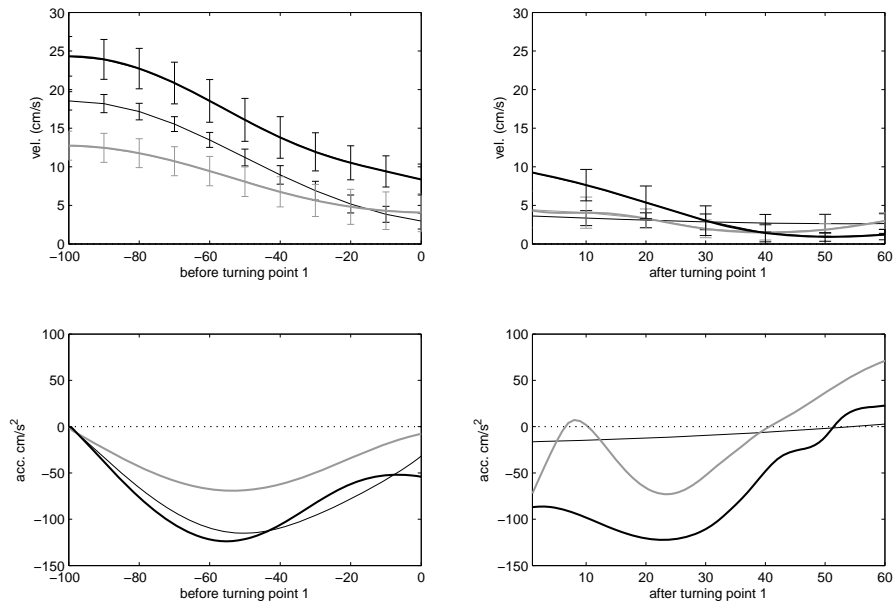 30
25
20
15
10
5
0
vel. (cm/s)
−100 −80 −60 −40 −20 0
before turning point 1
30
25
20
15
10
5
0
vel. (cm/s)
10 20 30 40 50 60
after turning point 1
100
50
0
−50
−100
−150
acc. cm/s²
−100 −80 −60 −40 −20 0
before turning point 1
100
50
0
−50
−100
−150
acc. cm/s²
10 20 30 40 50 60
after turning point 1